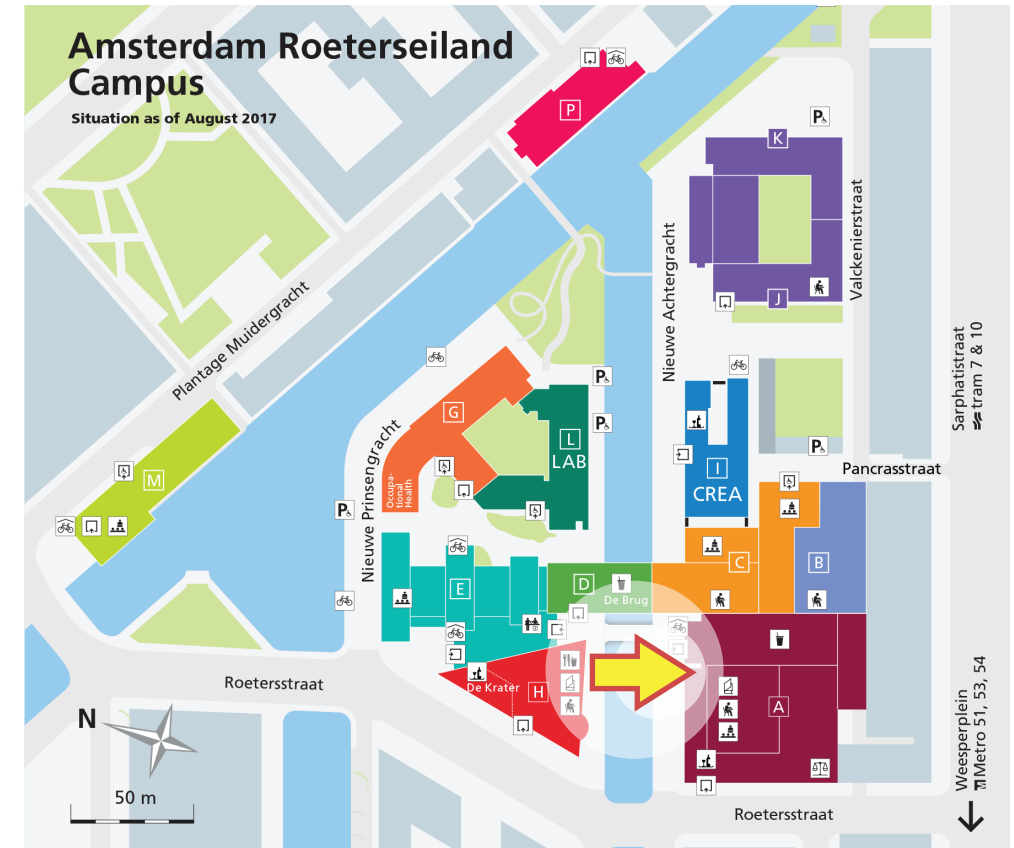 Amsterdam Roeterseiland
Campus
Situation as of August 2017
P
K
P
J
Valckenierstraat
Nieuwe Achtergracht
Plantage Muidergracht
Sarphatistraat
tram 7 & 10
G
P
P
L
LAB
I
CREA
P
Pancrasstraat
M
Occupa-
tional
Health
Nieuwe Prinsengracht
P
E
D
De Brug
C
B
De Krater
H
A
Roetersstraat
N
50 m
Weesperplein
M Metro 51, 53, 54
Roetersstraat